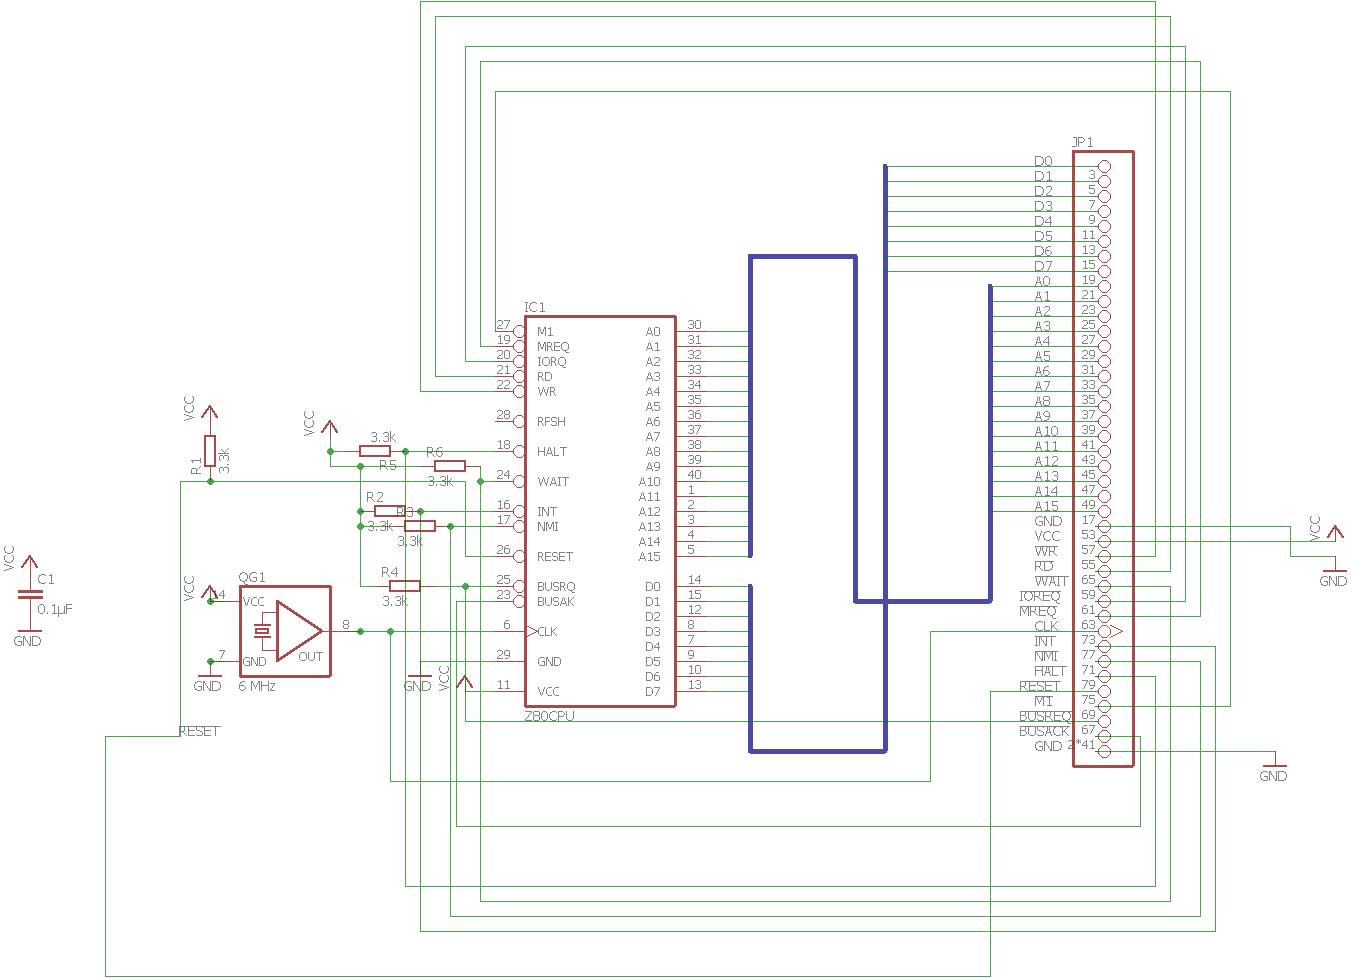 JP1
D0
D1 3
D2 5
D3 7
D4 9
D5 11
D6 13
D7 15
A0 19
A1 21
A2 23
A3 25
A4 27
A5 29
A6 31
A7 33
A8 35
A9 37
A10 39
A11 41
A12 43
A13 45
A14 47
A15 49
GND 17
VCC 53
WR 57
RD 55
WAIT 65
IOREQ 59
MREQ 61
CLK 63
INT 73
NMI 77
HALT 71
RESET 79
M1 75
BUSREQ 69
BUSACK 67
GND 2*41
VCC
GND
GND
IC1
27 M1 A0 30
19 MREQ A1 31
20 IORQ A2 32
21 RD A3 33
22 WR A4 34
A5 35
28 RFSH A6 36
A7 37
18 HALT A8 38
A9 39
24 WAIT A10 40
A11 1
16 INT A12 2
17 NMI A13 3
A14 4
26 RESET A15 5
25 BUSRQ D0 14
23 BUSAK D1 15
D2 12
6 CLK D3 8
D4 7
29 GND D5 9
D6 10
11 VCC D7 13
Z80CPU
VCC
R1
3.3k
VCC
3.3k
R5
R6
3.3k
R2
3.3k
R3
3.3k
R4
3.3k
VCC
C1
0.1µF
GND
VCC
QG1
14 VCC
8
7 GND OUT
GND
6 MHz
GND
VCC
RESET